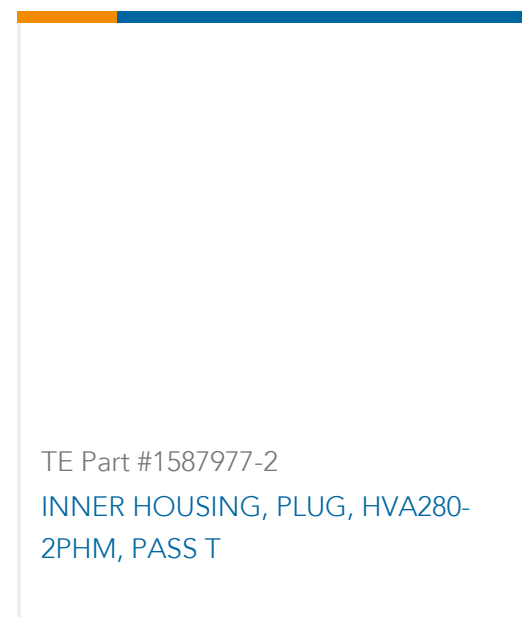 TE Part #1587977-2
INNER HOUSING, PLUG, HVA280-
2PHM, PASS T